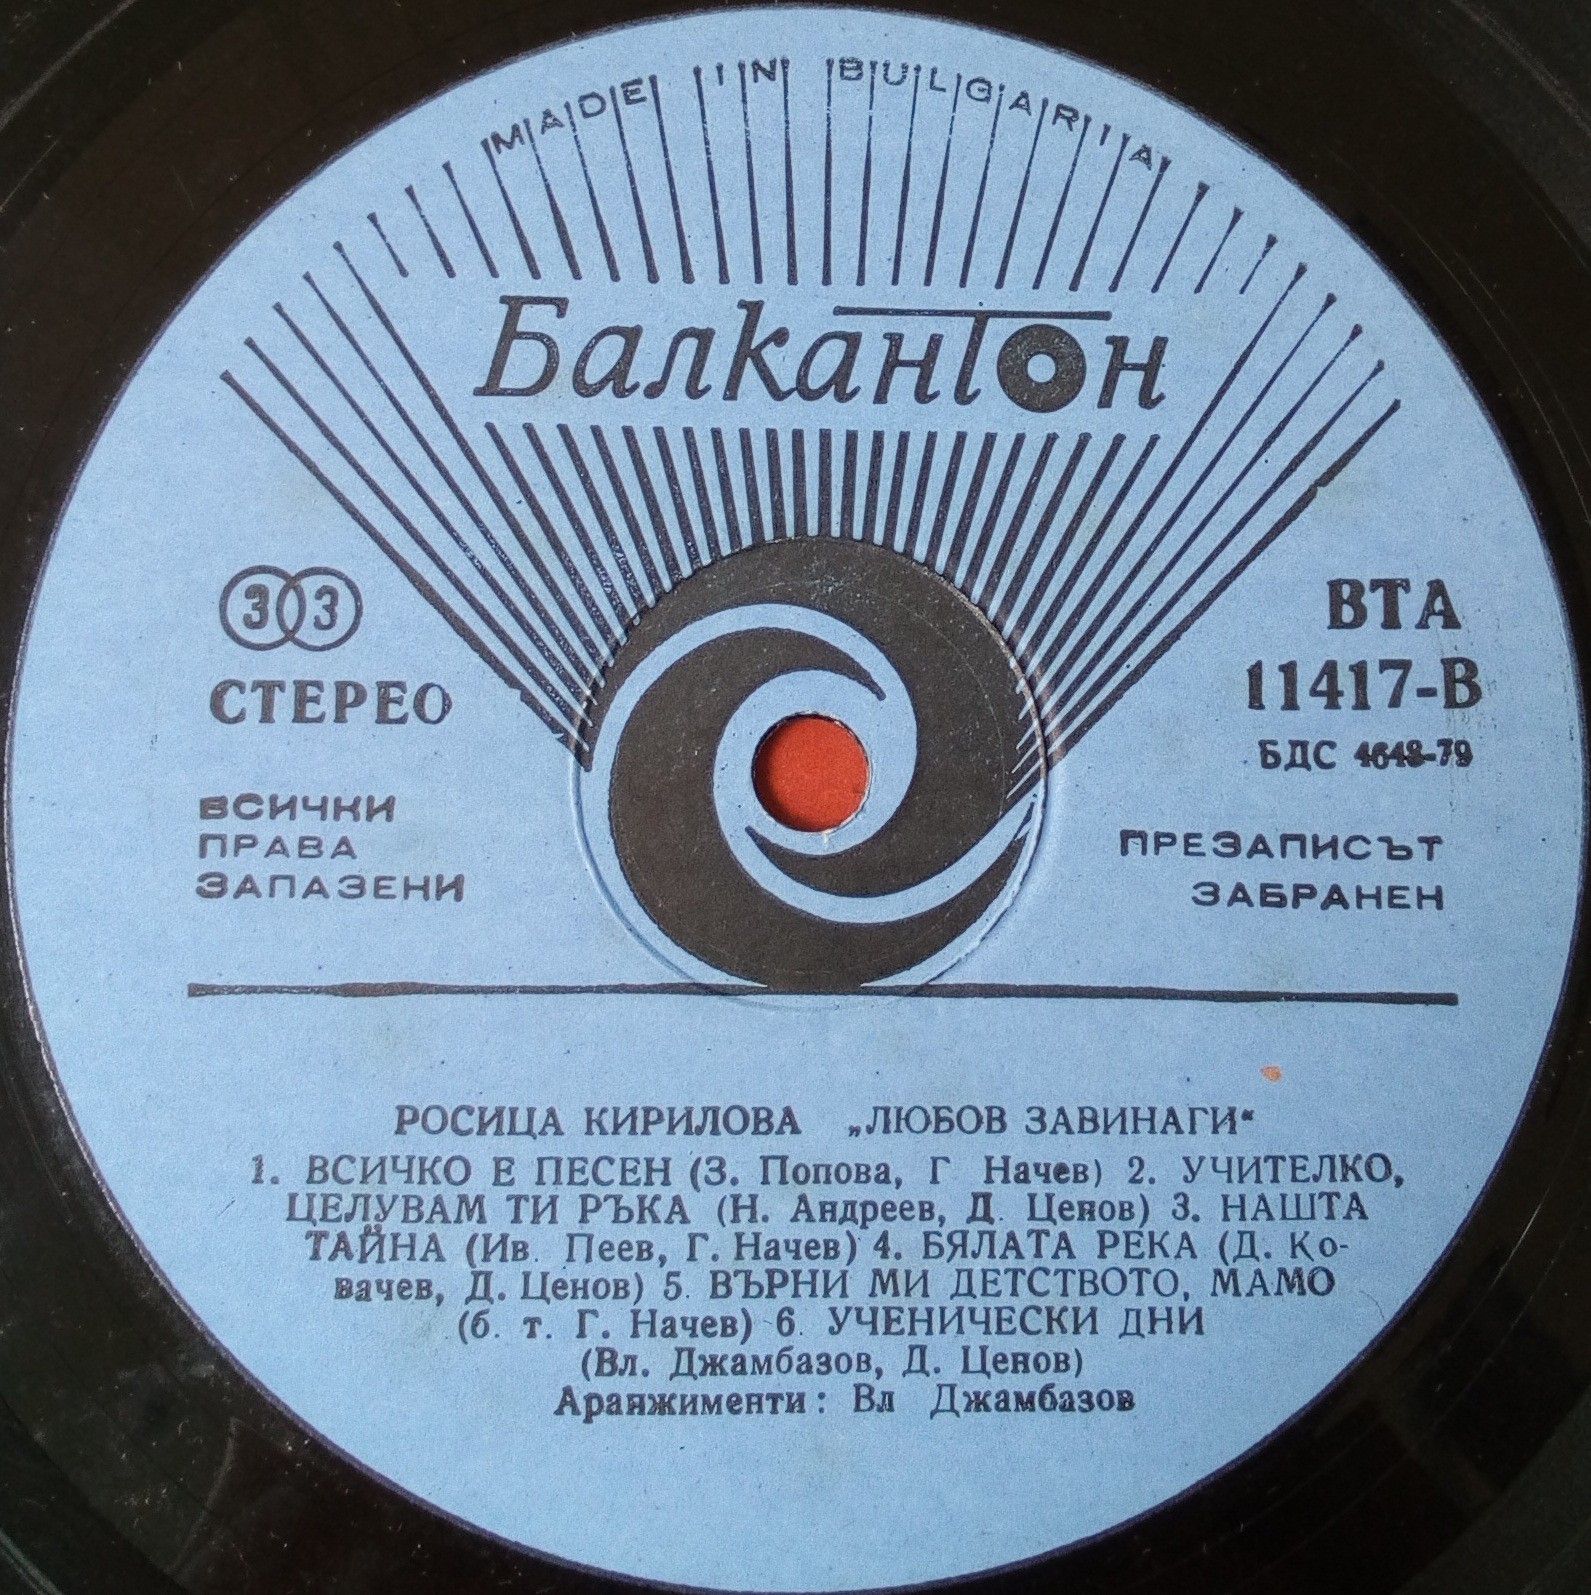 MADE IN BULGARIA
Балкантон
33
СТЕРЕО
ВСИЧКИ
ПРАВА
ЗАПАЗЕНИ
ВТА
11417-В
БДС 4648-79
ПРЕЗАПИСЪТ
ЗАБРАНЕН
РОСИЦА КИРИЛОВА „ЛЮБОВ ЗАВИНАГИ“
1. ВСИЧКО Е ПЕСЕН (З. Попова, Г Начев) 2. УЧИТЕЛКО,
ЦЕЛУВАМ ТИ РЪКА (Н. Андреев, Д. Ценов) 3. НАШТА
ТАЙНА (Ив. Пеев, Г. Начев) 4. БЯЛАТА РЕКА (Д. Ко-
вачев, Д. Ценов) 5. ВЪРНИ МИ ДЕТСТВОТО, МАМО
(б. т. Г. Начев) 6. УЧЕНИЧЕСКИ ДНИ
(Вл. Джамбазов, Д. Ценов)
Аранжименти: Вл Джамбазов